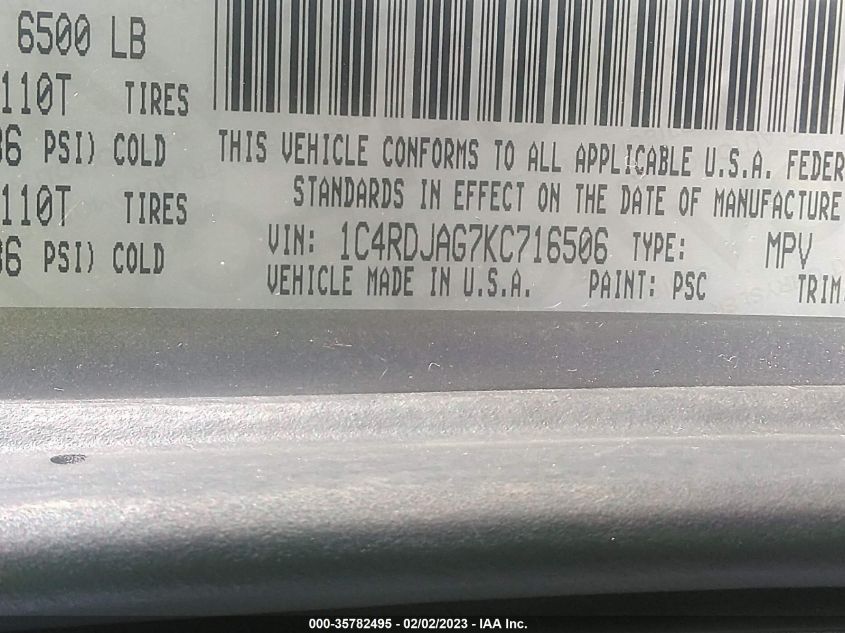 6500 LB
110T TIRES
36 PSI) COLD
110T TIRES
36 PSI) COLD
THIS VEHICLE CONFORMS TO ALL APPLICABLE U.S.A. FEDER
STANDARDS IN EFFECT ON THE DATE OF MANUFACTURE
VIN: 1C4RDJAG7KC716506 TYPE: MPV
VEHICLE MADE IN U.S.A. PAINT: PSC TRIM
000-35782495 - 02/02/2023 - IAA Inc.